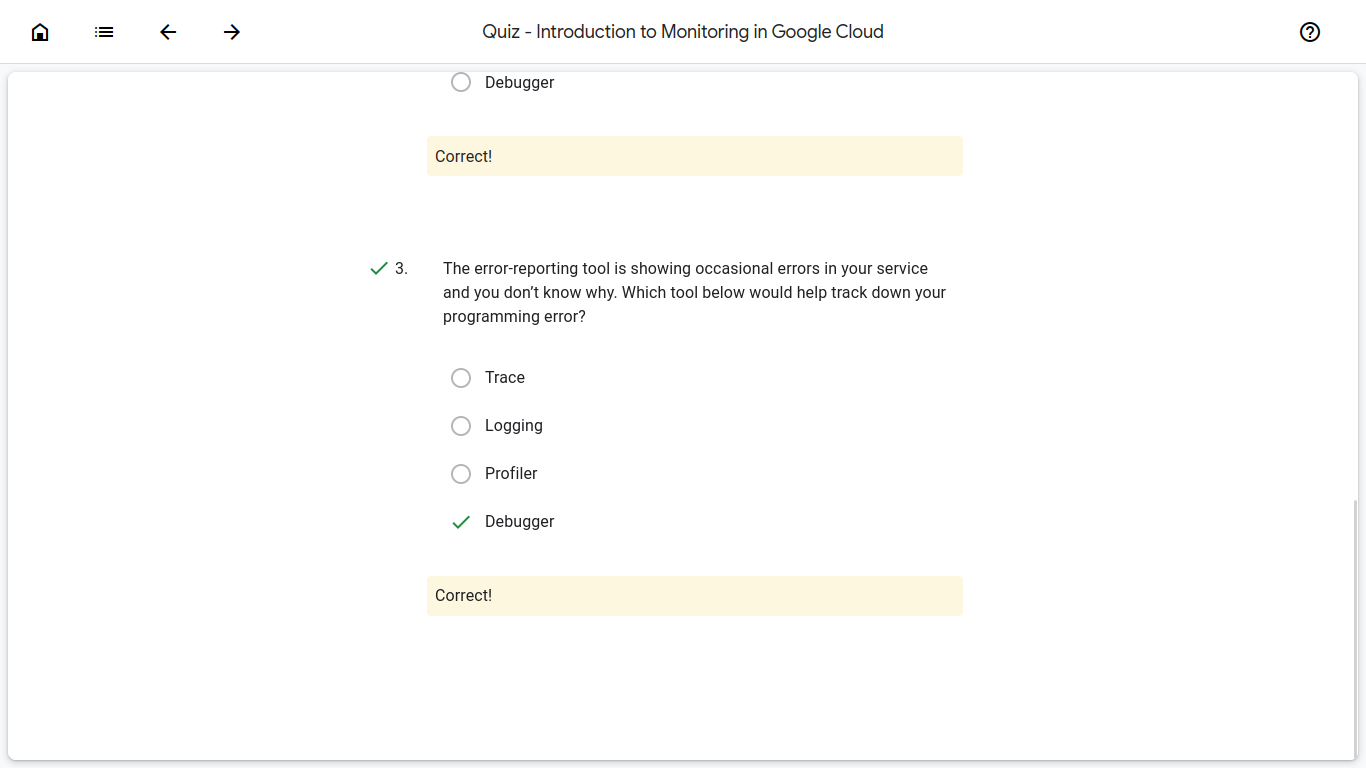 Quiz - Introduction to Monitoring in Google Cloud
Debugger
Correct!
3.
The error-reporting tool is showing occasional errors in your service
and you don’t know why. Which tool below would help track down your
programming error?
Trace
Logging
Profiler
Debugger
Correct!